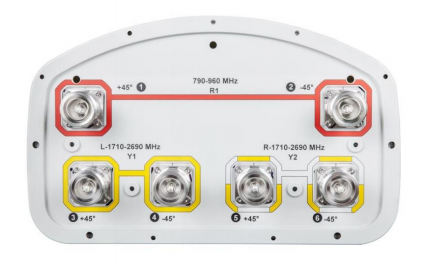 790-960 MHz
+45° 1 R1 2 -45°
L-1710-2690 MHz R-1710-2690 MHz
Y1 Y2
3 +45° 4 -45° 5 +45° 6 -45°